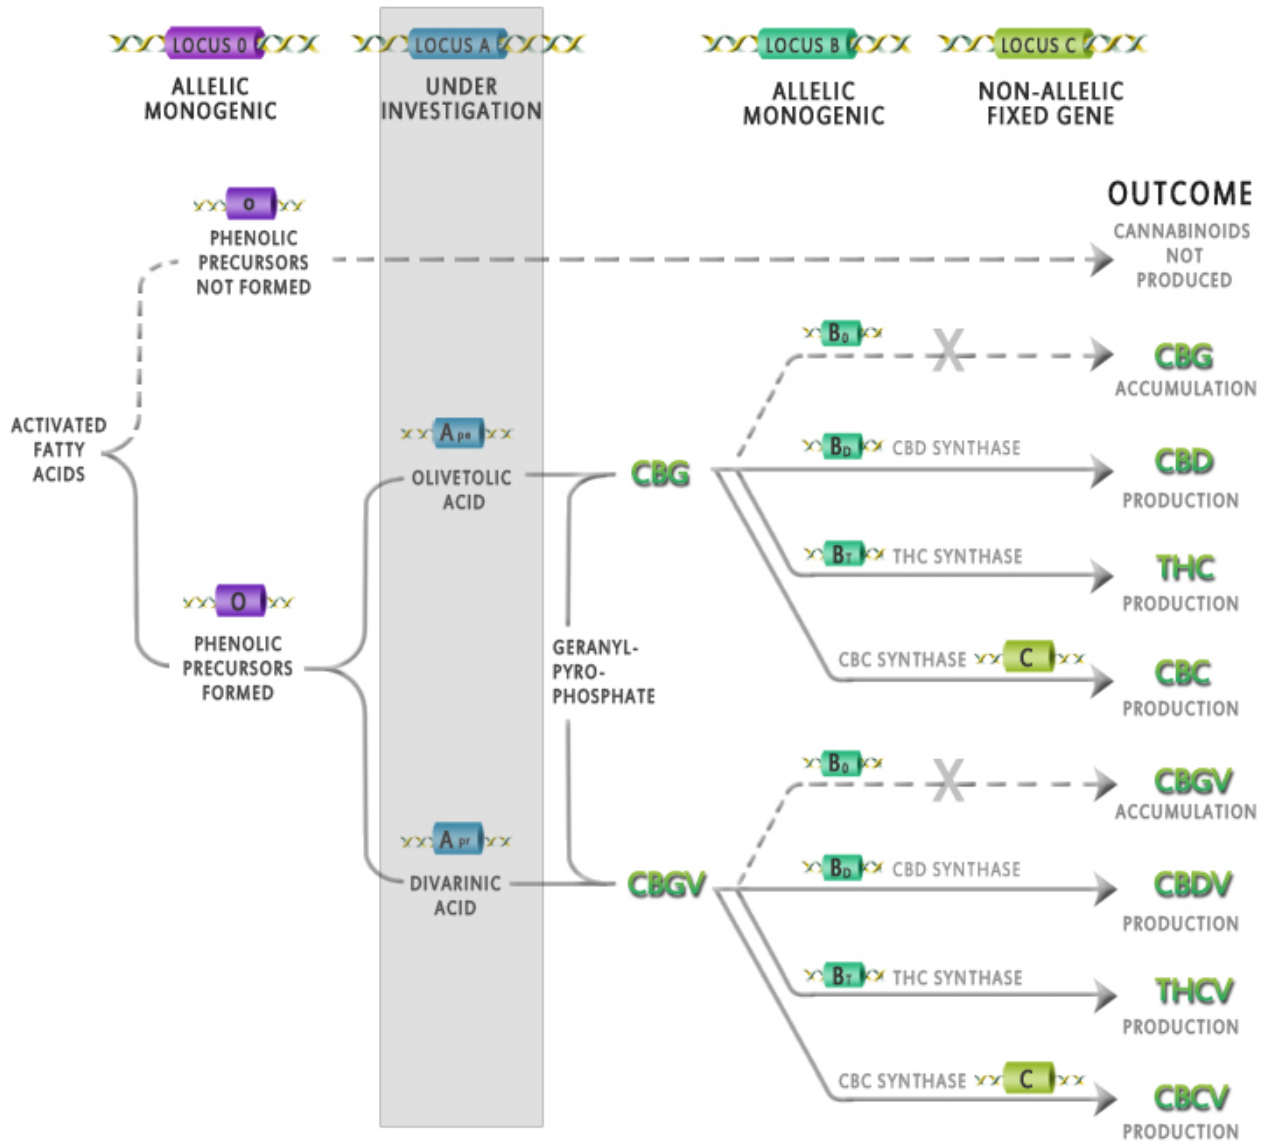 LOCUS 0
LOCUS A
LOCUS B
LOCUS C
ALLELIC
MONOGENIC
UNDER
INVESTIGATION
ALLELIC
MONOGENIC
NON-ALLELIC
FIXED GENE
OUTCOME
o
PHENOLIC
PRECURSORS
NOT FORMED
CANNABINOIDS
NOT
PRODUCED
B0
X
CBG
ACCUMULATION
ACTIVATED
FATTY
ACIDS
Ape
OLIVETOLIC
ACID
CBG
BD
CBD SYNTHASE
CBD
PRODUCTION
BT
THC SYNTHASE
THC
PRODUCTION
O
PHENOLIC
PRECURSORS
FORMED
GERANYL-
PYRO-
PHOSPHATE
CBC SYNTHASE
C
CBC
PRODUCTION
B0
X
CBGV
ACCUMULATION
Apr
DIVARINIC
ACID
CBGV
BD
CBD SYNTHASE
CBDV
PRODUCTION
BT
THC SYNTHASE
THCV
PRODUCTION
CBC SYNTHASE
C
CBCV
PRODUCTION